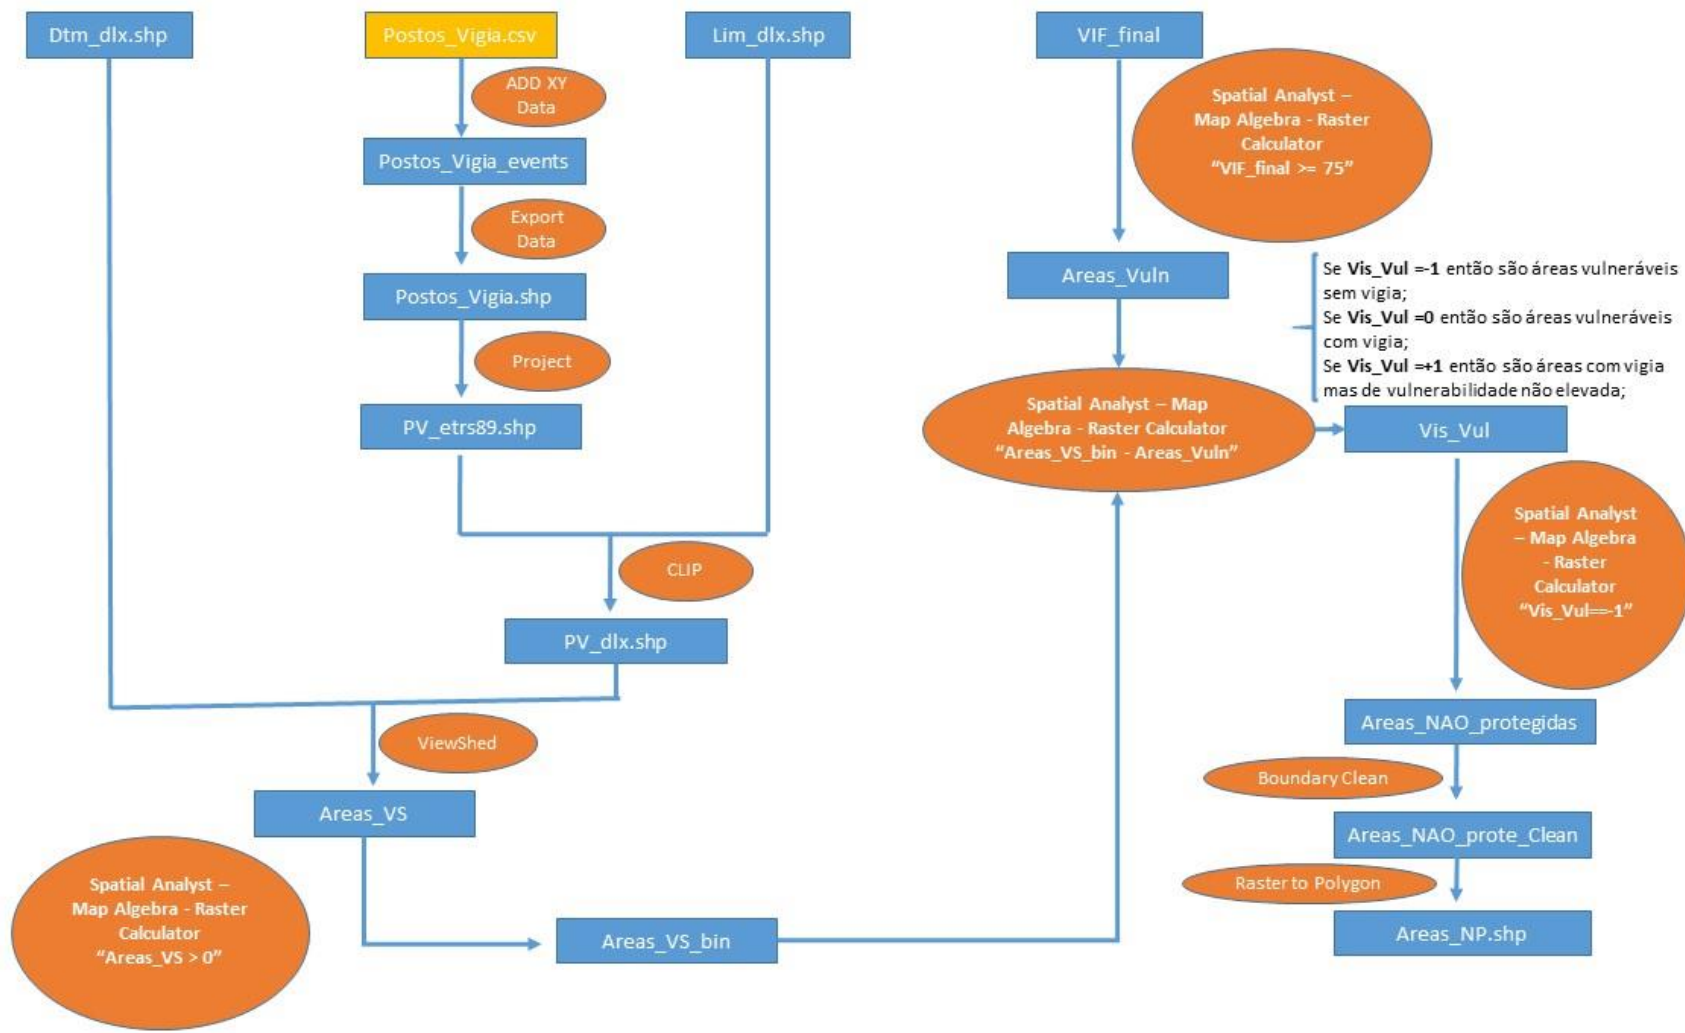 Dtm_dlx.shp
Postos_Vigia.csv
Lim_dlx.shp
ADD XY
Data
Postos_Vigia_events
Export
Data
Postos_Vigia.shp
Project
PV_etrs89.shp
CLIP
PV_dlx.shp
ViewShed
Areas_VS
Spatial Analyst –
Map Algebra - Raster
Calculator
“Areas_VS > 0”
Areas_VS_bin
VIF_final
Spatial Analyst –
Map Algebra - Raster
Calculator
“VIF_final >= 75”
Areas_Vuln
Se Vis_Vul =-1 então são áreas vulneráveis
sem vigia;
Se Vis_Vul =0 então são áreas vulneráveis
com vigia;
Se Vis_Vul =+1 então são áreas com vigia
mas de vulnerabilidade não elevada;
Spatial Analyst – Map
Algebra - Raster Calculator
“Areas_VS_bin - Areas_Vuln”
Vis_Vul
Spatial Analyst
– Map Algebra
- Raster
Calculator
“Vis_Vul==-1”
Areas_NAO_protegidas
Boundary Clean
Areas_NAO_prote_Clean
Raster to Polygon
Areas_NP.shp